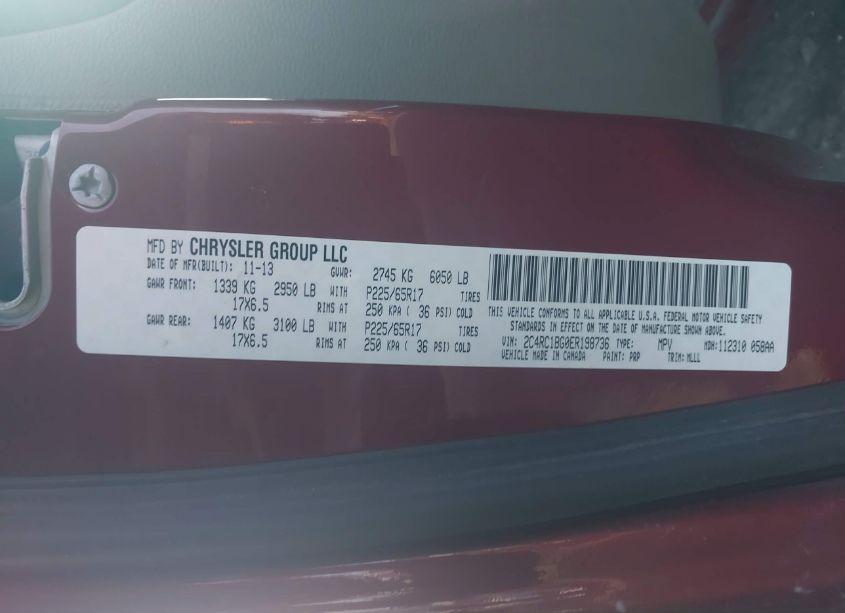 MFD BY CHRYSLER GROUP LLC
DATE OF MFR(BUILT): 11-13 GVWR: 2745 KG 6050 LB
GAWR FRONT: 1339 KG 2950 LB WITH P225/65R17 TIRES
17X6.5 RIMS AT 250 KPA ( 36 PSI) COLD
GAWR REAR: 1407 KG 3100 LB WITH P225/65R17 TIRES
17X6.5 RIMS AT 250 KPA ( 36 PSI) COLD
THIS VEHICLE CONFORMS TO ALL APPLICABLE U.S.A. FEDERAL MOTOR VEHICLE SAFETY
STANDARDS IN EFFECT ON THE DATE OF MANUFACTURE SHOWN ABOVE.
VIN: 2C4RC1BG0ER198736 TYPE: MPV MDH: 112310 058AA
VEHICLE MADE IN CANADA PAINT: PRP TRIM: MLLL